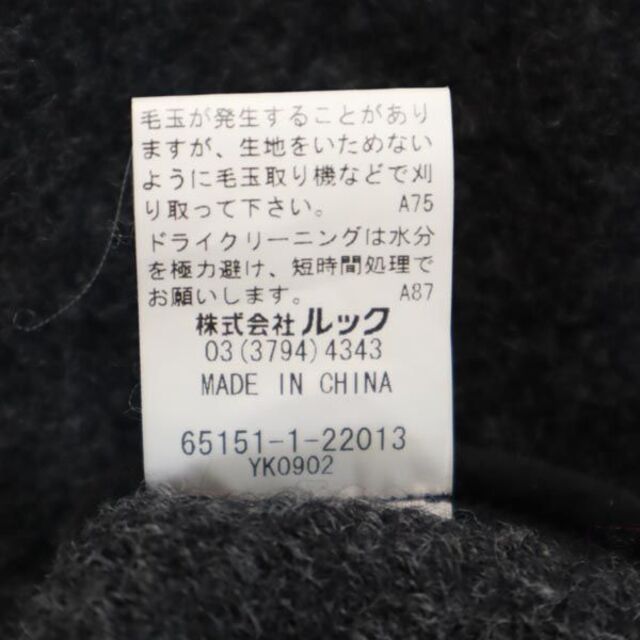 毛玉が発生することがあり
ますが、生地をいためない
ように毛玉取り機などで刈
り取って下さい。 A75
ドライクリーニングは水分
を極力避け、短時間処理で
お願いします。 A87
株式会社 ルック
03(3794)4343
MADE IN CHINA
65151-1-22013
YK0902